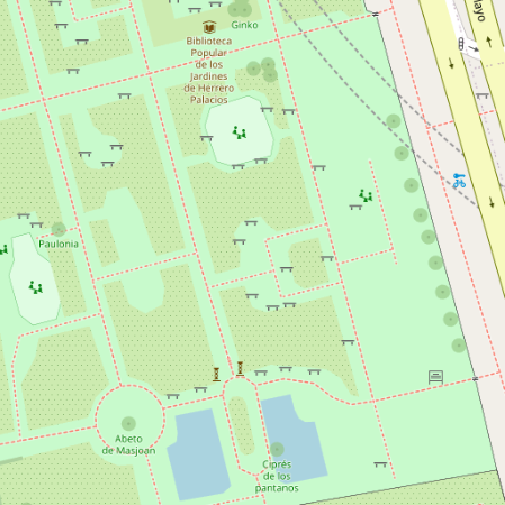 Ginko
Biblioteca
Popular
de los
Jardines
de Herrero
Palacios
Paulonia
Abeto
de Masjoan
Ciprés
de los
pantanos